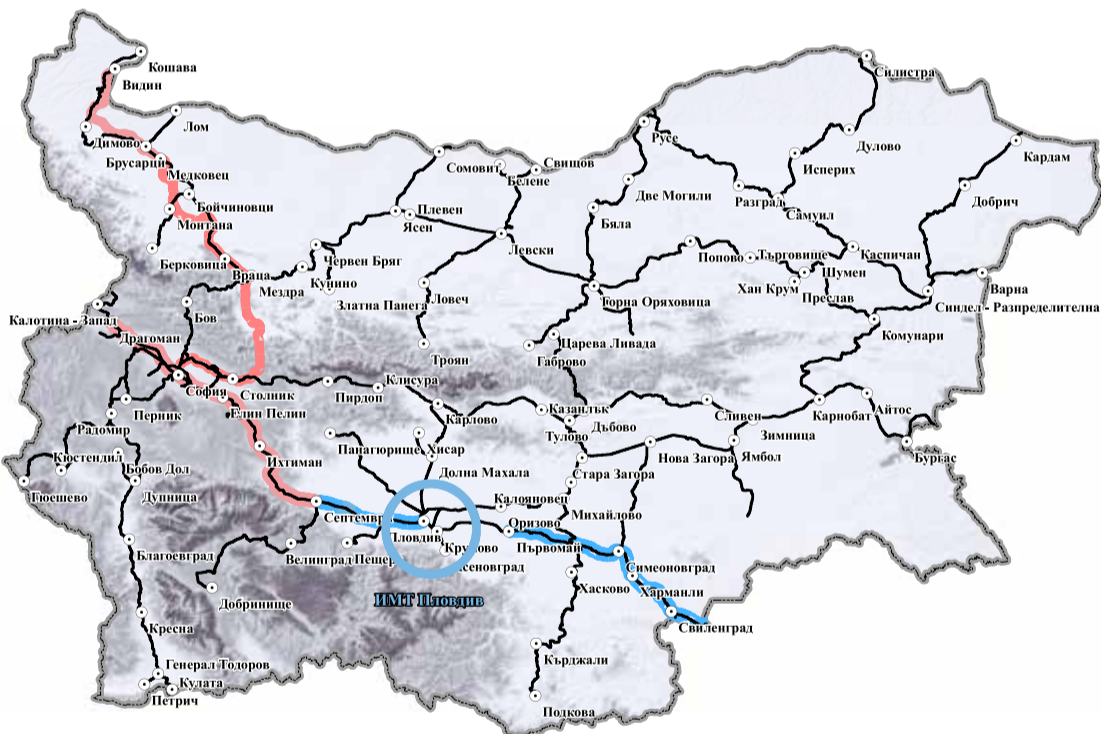 Кошава
Видин
Силистра
Лом
Русе
Димово
Дулово
Кардам
Брусарци
Сомовит
Свищов
Исперих
Медковец
Белене
Две Могили
Разград
Добрич
Бойчиновци
Плевен
Самуил
Монтана
Ясен
Бяла
Левски
Берковица
Червен Бряг
Попово
Търговище
Каспичан
Враца
Кунино
Шумен
Варна
Мездра
Златна Панега
Ловеч
Горна Оряховица
Хан Крум
Преслав
Синдел - Разпределителна
Калотина - Запад
Бов
Комунари
Драгоман
Троян
Царева Ливада
Габрово
София
Столник
Клисура
Пирдоп
Перник
Елин Пелин
Карлово
Казанлък
Сливен
Карнобат
Айтос
Радомир
Тулово
Дъбово
Зимница
Панагюрище
Хисар
Нова Загора
Ямбол
Бургас
Кюстендил
Бобов Дол
Ихтиман
Долна Махала
Стара Загора
Гюешево
Дупница
Калояновец
Септември
Пловдив
Оризово
Михайлово
Благоевград
Велинград
Пещер
Крумово
Първомай
сеновград
Симеоновград
Добринище
ИМТ Пловдив
Хасково
Харманли
Кресна
Свиленград
Генерал Тодоров
Кулата
Кърджали
Петрич
Подкова